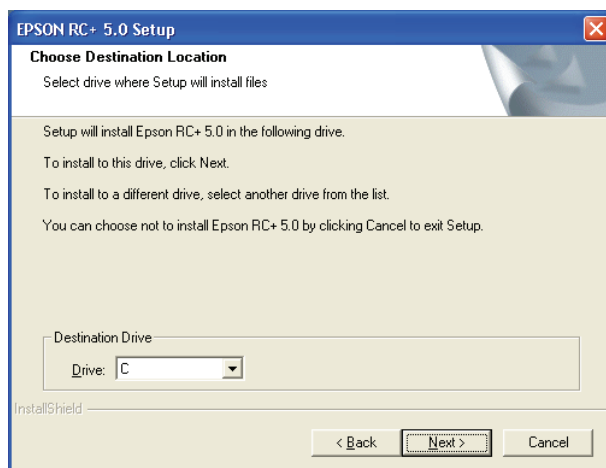 EPSON RC+ 5.0 Setup
Choose Destination Location
Select drive where Setup will install files
Setup will install Epson RC+ 5.0 in the following drive.
To install to this drive, click Next.
To install to a different drive, select another drive from the list.
You can choose not to install Epson RC+ 5.0 by clicking Cancel to exit Setup.
Destination Drive
Drive: C
InstallShield
< Back Next > Cancel